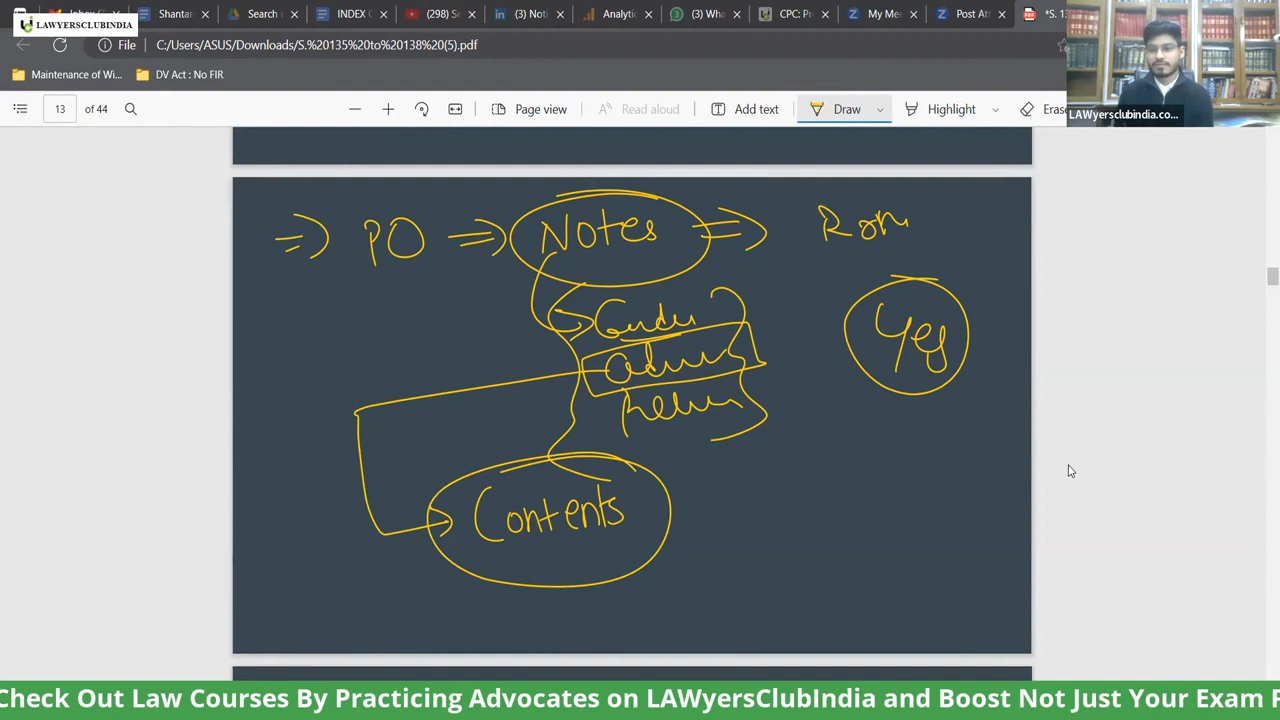 LAWYERSCLUBINDIA
Inbox (
Shanta
Search (
INDEX
(298)
(3) Not
Analytic
(3) W
CPC: Pr
My Me
Post At
*S. 13
File
C:/Users/ASUS/Downloads/S.%20135%20to%20138%20(5).pdf
Maintenance of Wi...
DV Act : No FIR
13 of 44
Page view
Read aloud
Add text
Draw
Highlight
Eras
LAWyersclubindia.co...
=> PO => Notes =>
Yes
Contents
Check Out Law Courses By Practicing Advocates on LAWyersClubIndia and Boost Not Just Your Exam